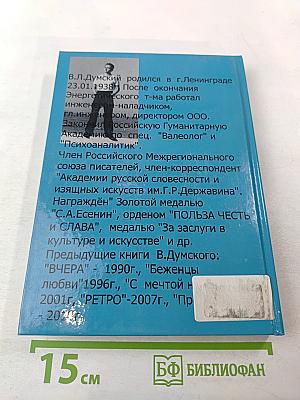 В.Л.Думский родился в г.Ленинграде
23.01.1938 После окончания
Энергетического т-ма работал
инженером-наладчиком,
гл.инженером, директором ООО.
Закончил Российскую Гуманитарную
Академию по спец. "Валеолог" и
"Психоаналитик".
Член Российского Межрегионального
союза писателей, член-корреспондент
"Академии русской словесности и
изящных искусств им.Г.Р.Державина".
Награждён Золотой медалью
"С.А.Есенин", орденом "ПОЛЬЗА ЧЕСТЬ
и СЛАВА", медалью "За заслуги в
культуре и искусстве" и др.
Предыдущие книги В.Думского:
"ВЧЕРА" - 1990г., "Беженцы
любви"1996г., "С мечтой н
2001г., "РЕТРО"-2007г., "Пр
15 см
БФ БИБЛИОФАН